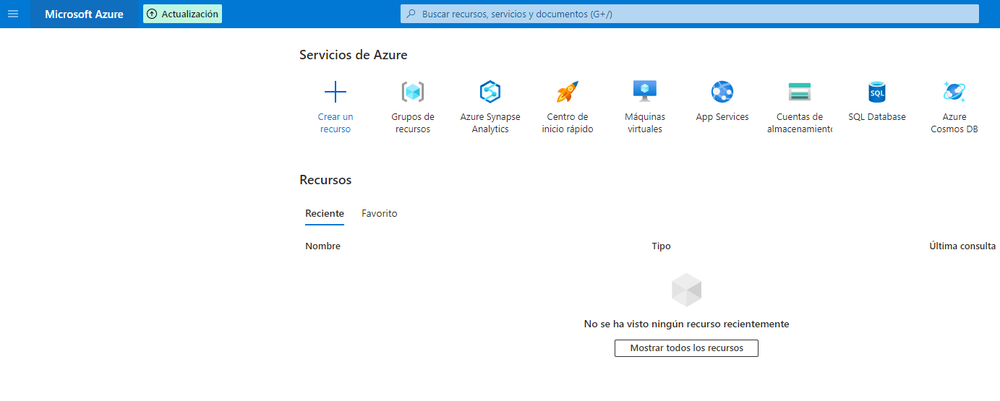 Microsoft Azure
Actualización
Buscar recursos, servicios y documentos (G+/)
Servicios de Azure
Crear un
recurso
Grupos de
recursos
Azure Synapse
Analytics
Centro de
inicio rápido
Máquinas
virtuales
App Services
Cuentas de
almacenamiento
SQL
SQL Database
Azure
Cosmos DB
Recursos
Reciente
Favorito
Nombre
Tipo
Última consulta
No se ha visto ningún recurso recientemente
Mostrar todos los recursos